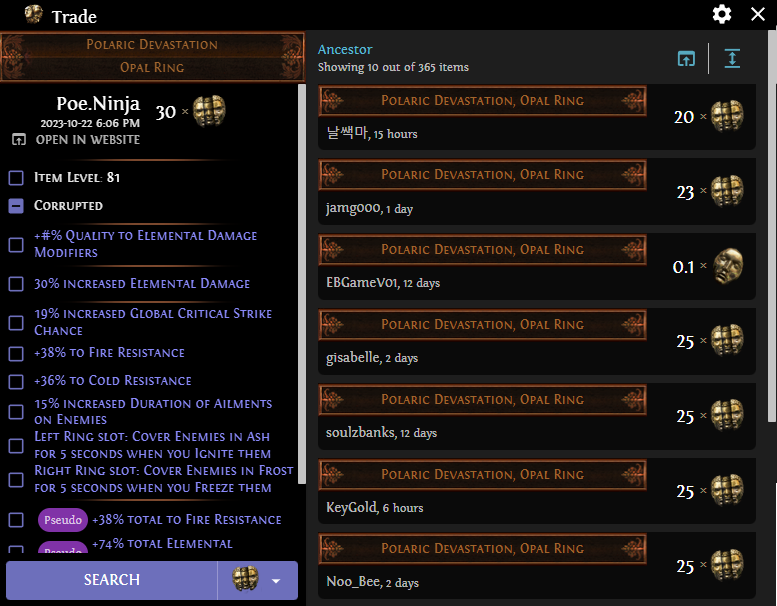 Trade
Polaric Devastation
Opal Ring
Poe.Ninja
2023-10-22 6:06 PM
30 ×
OPEN IN WEBSITE
Item Level: 81
Corrupted
+#% Quality to Elemental Damage
Modifiers
30% increased Elemental Damage
19% increased Global Critical Strike
Chance
+38% to Fire Resistance
+36% to Cold Resistance
15% increased Duration of Ailments
on Enemies
Left Ring slot: Cover Enemies in Ash
for 5 seconds when you Ignite them
Right Ring slot: Cover Enemies in Frost
for 5 seconds when you Freeze them
Pseudo +38% total to Fire Resistance
Pseudo +74% total Elemental
SEARCH
Ancestor
Showing 10 out of 365 items
Polaric Devastation, Opal Ring
날쌕마, 15 hours
20 ×
Polaric Devastation, Opal Ring
jamg000, 1 day
23 ×
Polaric Devastation, Opal Ring
EBGameV01, 12 days
0.1 ×
Polaric Devastation, Opal Ring
gisabelle, 2 days
25 ×
Polaric Devastation, Opal Ring
soulzbanks, 12 days
25 ×
Polaric Devastation, Opal Ring
KeyGold, 6 hours
25 ×
Polaric Devastation, Opal Ring
Noo_Bee, 2 days
25 ×